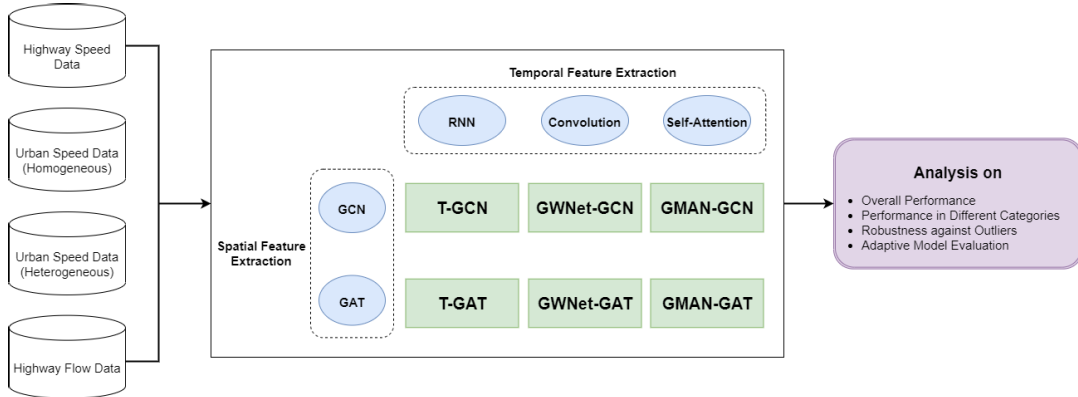 Highway Speed
Data
Urban Speed Data
(Homogeneous)
Urban Speed Data
(Heterogeneous)
Highway Flow Data
Temporal Feature Extraction
RNN
Convolution
Self-Attention
Spatial Feature
Extraction
GCN
GAT
T-GCN
GWNet-GCN
GMAN-GCN
T-GAT
GWNet-GAT
GMAN-GAT
Analysis on
• Overall Performance
• Performance in Different Categories
• Robustness against Outliers
• Adaptive Model Evaluation